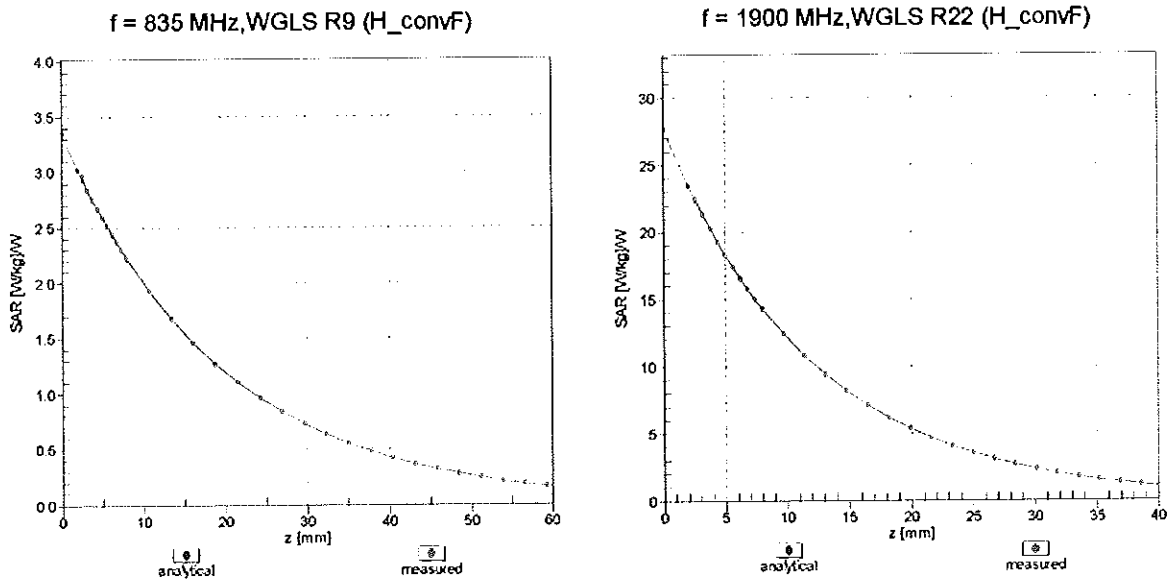 f = 835 MHz,WGLS R9 (H_convF)
4.0
3.5
3.0
2.5
2.0
1.5
1.0
0.5
0.0
SAR [W/kg]/W
0 10 20 30 40 50 60
z [mm]
analytical measured
f = 1900 MHz,WGLS R22 (H_convF)
30
25
20
15
10
5
0
SAR [W/kg]/W
0 5 10 15 20 25 30 35 40
z [mm]
analytical measured